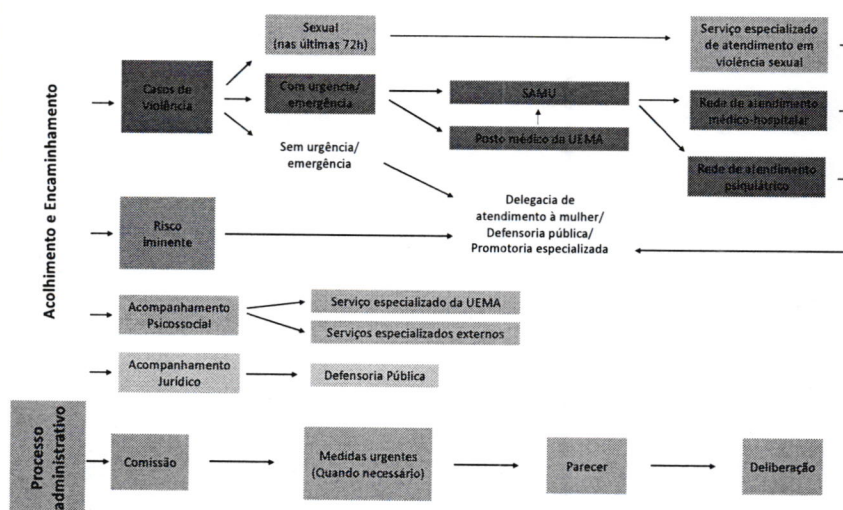 Acolhimento e Encaminhamento
Casos de
Violência
Sexual
(nas últimas 72h)
Com urgência/
emergência
Sem urgência/
emergência
SAMU
Posto médico da UEMA
Serviço especializado
de atendimento em
violência sexual
Rede de atendimento
médico-hospitalar
Rede de atendimento
psiquiátrico
Risco
iminente
Delegacia de
atendimento à mulher/
Defensoria pública/
Promotoria especializada
Acompanhamento
Psicossocial
Serviço especializado da UEMA
Serviços especializados externos
Acompanhamento
Jurídico
Defensoria Pública
Processo
administrativo
Comissão
Medidas urgentes
(Quando necessário)
Parecer
Deliberação